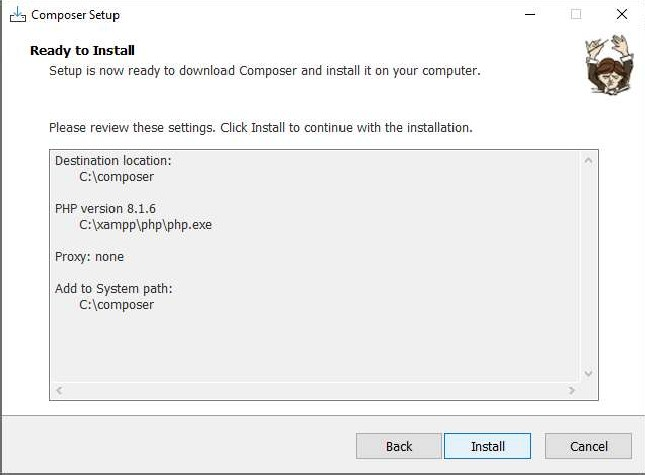 Composer Setup
Ready to Install
Setup is now ready to download Composer and install it on your computer.
Please review these settings. Click Install to continue with the installation.
Destination location:
C:\composer
PHP version 8.1.6
C:\xampp\php\php.exe
Proxy: none
Add to System path:
C:\composer
Back
Install
Cancel